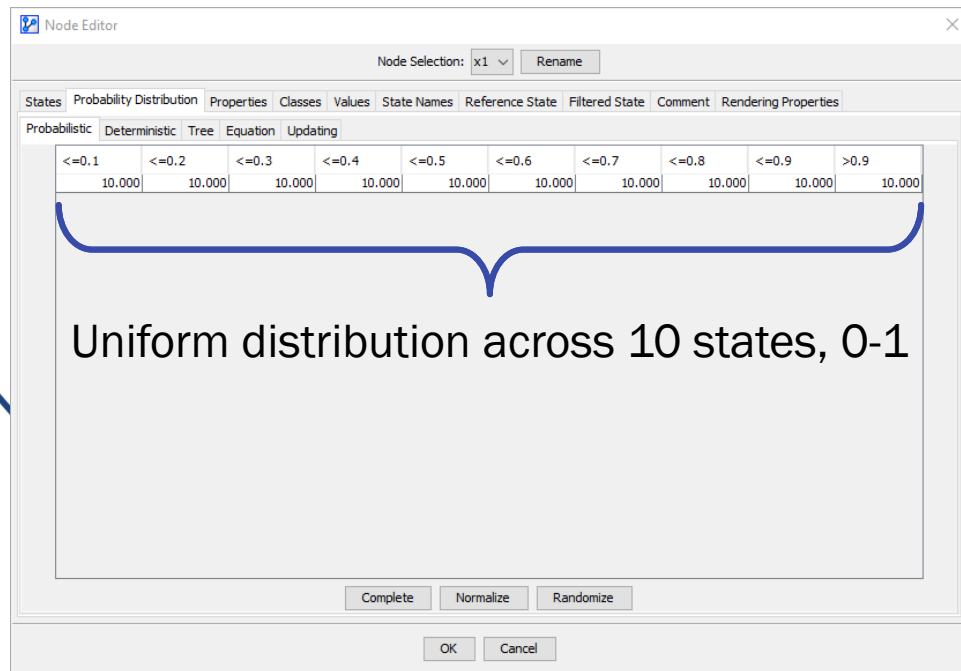 Node Editor
Node Selection: x1 Rename
States Probability Distribution Properties Classes Values State Names Reference State Filtered State Comment Rendering Properties
Probabilistic Deterministic Tree Equation Updating
<=0.1 <=0.2 <=0.3 <=0.4 <=0.5 <=0.6 <=0.7 <=0.8 <=0.9 >0.9
10.000 10.000 10.000 10.000 10.000 10.000 10.000 10.000 10.000 10.000
Uniform distribution across 10 states, 0-1
Complete Normalize Randomize
OK Cancel